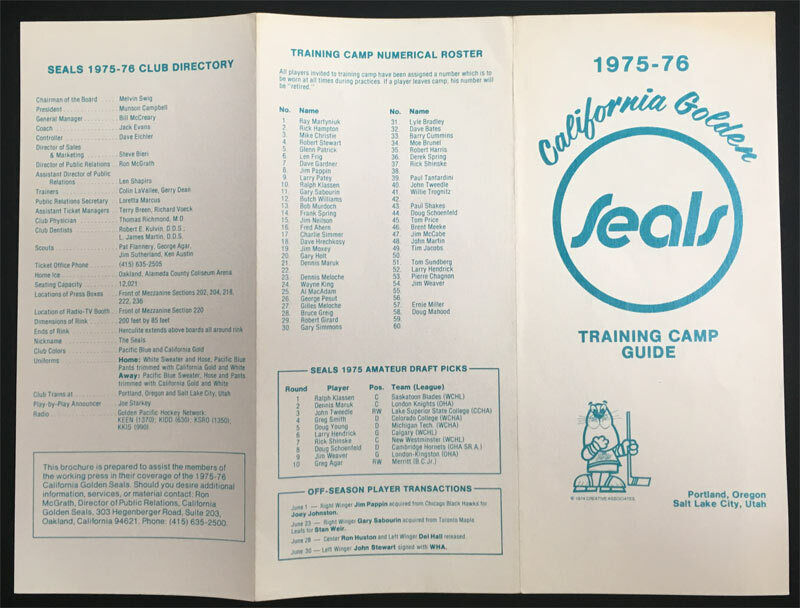 SEALS 1975-76 CLUB DIRECTORY
Chairman of the Board . . . . Melvin Swig
President . . . . . . . . Munson Campbell
General Manager . . . . Bill McCreary
Coach . . . . . . . . . Jack Evans
Controller . . . . . . . Dave Eichler
Director of Sales
& Marketing . . . . . . Steve Bieri
Director of Public Relations . Ron McGrath
Assistant Director of Public
Relations . . . . . . . Len Shapiro
Trainers . . . . . . . . Colin LaVallee, Gerry Dean
Public Relations Secretary . . Loretta Marcus
Assistant Ticket Managers . . Terry Breen, Richard Voeck
Club Physician . . . . . . Thomas Richmond, M.D.
Club Dentists . . . . . . Robert E. Kulvin, D.D.S.;
L. James Martin, D.D.S.
Scouts . . . . . . . . . Pat Flannery, George Agar,
Jim Sutherland, Ken Austin
Ticket Office Phone . . . . (415) 635-2505
Home Ice . . . . . . . . Oakland, Alameda County Coliseum Arena
Seating Capacity . . . . . 12,021
Locations of Press Boxes . . Front of Mezzanine Sections 202, 204, 218,
222, 236
Location of Radio-TV Booth . Front of Mezzanine Section 220
Dimensions of Rink . . . . 200 feet by 85 feet
Ends of Rink . . . . . . . Herculite extends above boards all around rink
Nickname . . . . . . . . The Seals
Club Colors . . . . . . . Pacific Blue and California Gold
Uniforms . . . . . . . . Home: White Sweater and Hose, Pacific Blue
Pants trimmed with California Gold and White
Away: Pacific Blue Sweater, Hose and Pants
trimmed with California Gold and White
Club Trains at . . . . . . Portland, Oregon and Salt Lake City, Utah
Play-by-Play Announcer . . Joe Starkey
Radio . . . . . . . . . Golden Pacific Hockey Network:
KEEN (1370); KIDD (630); KSRO (1350);
KKIS (990)
This brochure is prepared to assist the members of
the working press in their coverage of the 1975-76
California Golden Seals. Should you desire additional
information, services, or material contact: Ron
McGrath, Director of Public Relations, California
Golden Seals, 303 Hegenberger Road, Suite 203,
Oakland, California 94621. Phone: (415) 635-2500.
TRAINING CAMP NUMERICAL ROSTER
All players invited to training camp have been assigned a number which is to
be worn at all times during practices. If a player leaves camp, his number will
be "retired."
No. Name
1 Ray Martyniuk
2 Rick Hampton
3. Mike Christie
4 Robert Stewart
5 Glenn Patrick
6 Len Frig
7 Dave Gardner
8 Jim Pappin
9. Larry Patey
10. Ralph Klassen
11. Gary Sabourin
12. Butch Williams
13. Bob Murdoch
14 Frank Spring
15. Jim Neilson
16 Fred Ahern
17 Charlie Simmer
18 Dave Hrechkosy
19 Jim Moxey
20 Gary Holt
21 Dennis Maruk
22.
23. Dennis Meloche
24 Wayne King
25 Al MacAdam
26 George Pesut
27 Gilles Meloche
28 Bruce Greig
29 Robert Girard
30. Gary Simmons
No. Name
31. Lyle Bradley
32 Dave Bates
33 Barry Cummins
34 Moe Brunel
35 Robert Harris
36 Derek Spring
37 Rick Shinske
38.
39. Paul Tantardini
40. John Tweedle
41. Willie Trognitz
42.
43. Paul Shakes
44 Doug Schoenfeld
45 Tom Price
46. Brent Meeke
47. Jim McCabe
48 John Martin
49. Tim Jacobs
50.
51 Tom Sundberg
52. Larry Hendrick
53. Pierre Chagnon
54 Jim Weaver
55.
56.
57. Ernie Miller
58. Doug Mahood
59.
60.
SEALS 1975 AMATEUR DRAFT PICKS
Round Player Pos. Team (League)
1 Ralph Klassen C Saskatoon Blades (WCHL)
2 Dennis Maruk C London Knights (OHA)
3 John Tweedle RW Lake Superior State College (CCHA)
4 Greg Smith D Colorado College (WCHA)
5 Doug Young D Michigan Tech. (WCHA)
6 Larry Hendrick G Calgary (WCHL)
7 Rick Shinske C New Westminster (WCHL)
8 Doug Schoenfeld D Cambridge Hornets (OHA SR.A.)
9 Jim Weaver G London-Kingston (OHA)
10 Greg Agar RW Merritt (B.C.Jr.)
OFF-SEASON PLAYER TRANSACTIONS
June 1 — Right Winger Jim Pappin acquired from Chicago Black Hawks for
Joey Johnston.
June 23 — Right Winger Gary Sabourin acquired from Toronto Maple
Leafs for Stan Weir.
June 28 — Center Ron Huston and Left Winger Del Hall released.
June 30 — Left Winger John Stewart signed with WHA.
1975-76
California Golden
Seals
TRAINING CAMP
GUIDE
© 1974 CREATIVE ASSOCIATES
Portland, Oregon
Salt Lake City, Utah